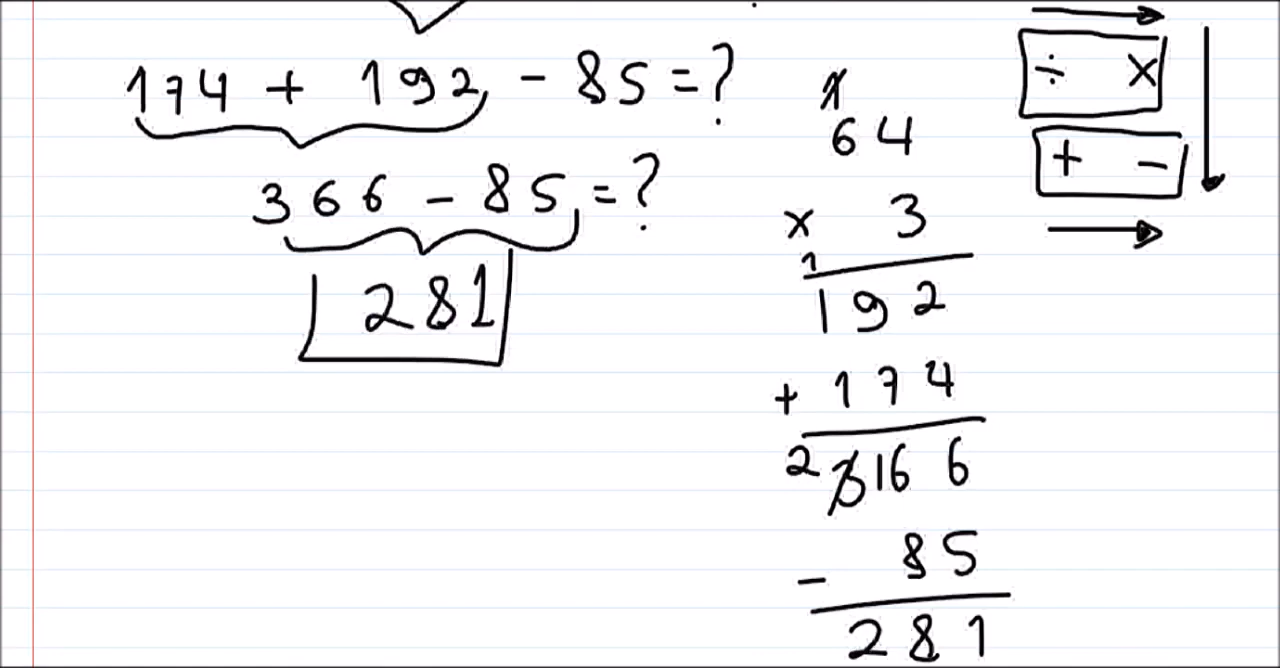 174 + 192 - 85 = ?
366 - 85 = ?
281
1
64
x 3
1
192
+ 174
2 3 16 6
- 85
281
÷ x
+ -